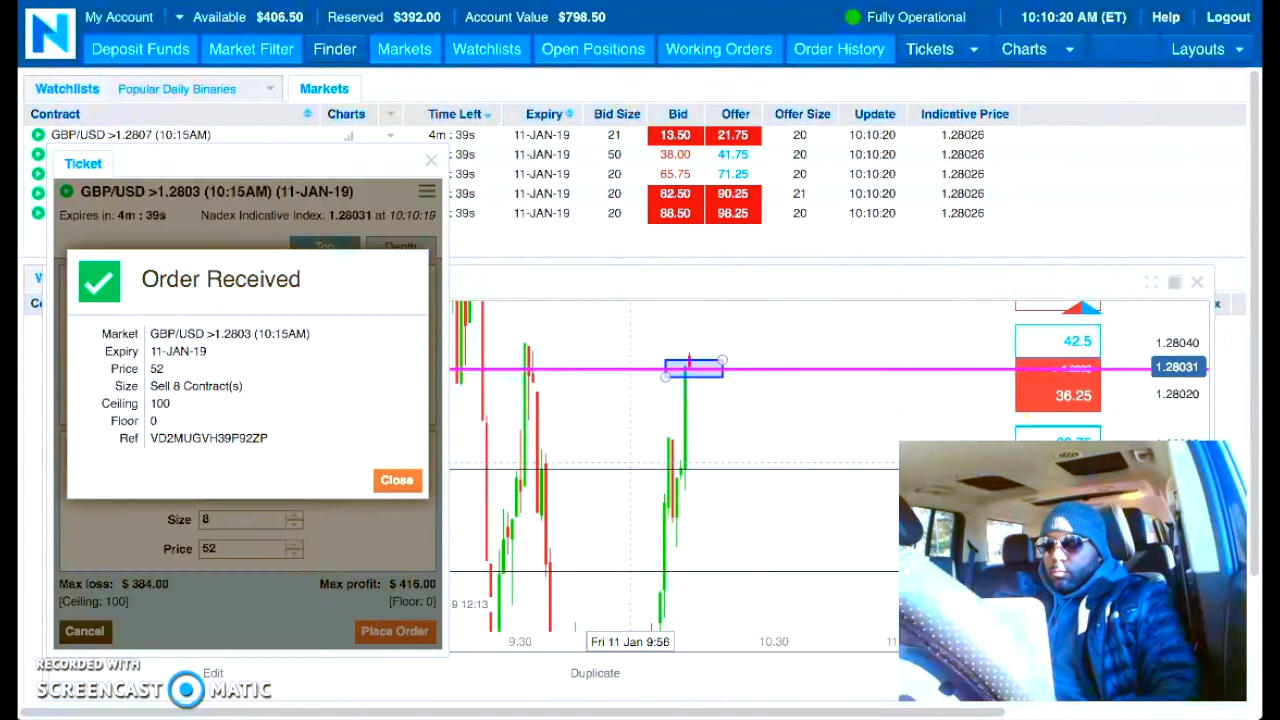 N
My Account Available $406.50 Reserved $392.00 Account Value $798.50 Fully Operational 10:10:20 AM (ET) Help Logout
Deposit Funds Market Filter Finder Markets Watchlists Open Positions Working Orders Order History Tickets Charts Layouts
Watchlists Popular Daily Binaries Markets
Contract Charts Time Left Expiry Bid Size Bid Offer Offer Size Update Indicative Price
GBP/USD >1.2807 (10:15AM) 4m : 39s 11-JAN-19 21 13.50 21.75 20 10:10:20 1.28026
: 39s 11-JAN-19 50 38.00 41.75 20 10:10:20 1.28026
: 39s 11-JAN-19 20 65.75 71.25 20 10:10:20 1.28026
: 39s 11-JAN-19 20 82.50 90.25 21 10:10:20 1.28026
: 39s 11-JAN-19 20 88.50 98.25 20 10:10:20 1.28026
Ticket
GBP/USD >1.2803 (10:15AM) (11-JAN-19)
Expires in: 4m : 39s Nadex Indicative Index: 1.28031 at 10:10:19
Top Depth
Order Received
Market GBP/USD >1.2803 (10:15AM)
Expiry 11-JAN-19
Price 52
Size Sell 8 Contract(s)
Ceiling 100
Floor 0
Ref VD2MUGVH39P92ZP
Close
Size 8
Price 52
Max loss: $ 384.00 Max profit: $ 416.00
[Ceiling: 100] [Floor: 0]
Cancel Place Order
42.5 1.28040
1.28031
36.25 1.28020
9 12:13
9:30 Fri 11 Jan 9:56 10:30
Edit Duplicate
RECORDED WITH
SCREENCAST MATIC